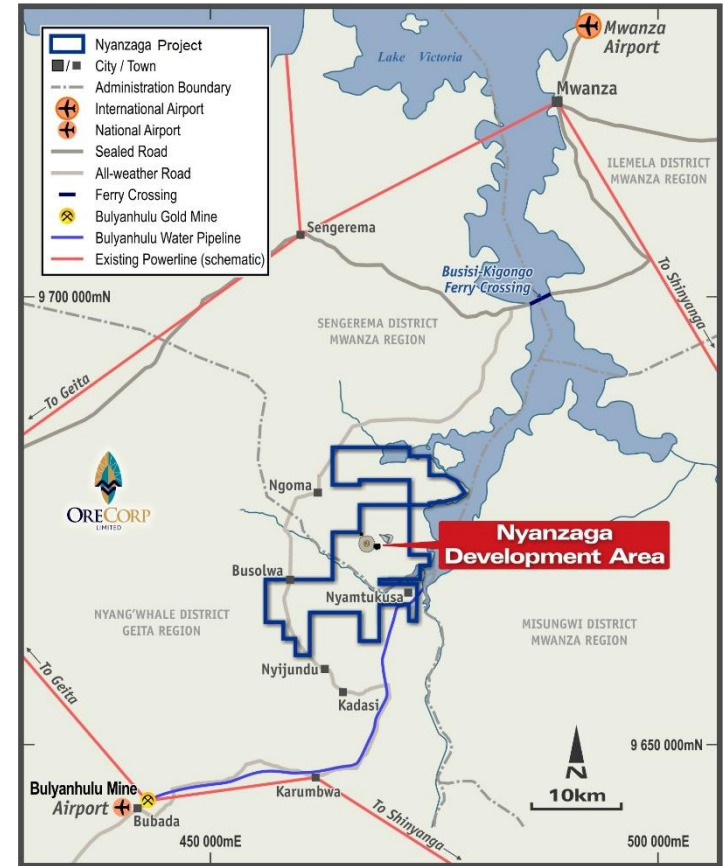 Nyanzaga Project
City / Town
Administration Boundary
International Airport
National Airport
Sealed Road
All-weather Road
Ferry Crossing
Bulyanhulu Gold Mine
Bulyanhulu Water Pipeline
Existing Powerline (schematic)
Mwanza
Airport
Lake Victoria
Mwanza
ILEMELA DISTRICT
MWANZA REGION
Sengerema
Busisi-Kigongo
Ferry Crossing
To Shinyanga
9 700 000mN
SENGEREMA DISTRICT
MWANZA REGION
To Geita
ORECORP
LIMITED
Ngoma
Nyanzaga
Development Area
Busolwa
Nyamtukusa
NYANG'WHALE DISTRICT
GEITA REGION
MISUNGWI DISTRICT
MWANZA REGION
To Geita
Nyijundu
Kadasi
9 650 000mN
N
10km
Bulyanhulu Mine
Airport
Bubada
Karumbwa
To Shinyanga
450 000mE
500 000mE